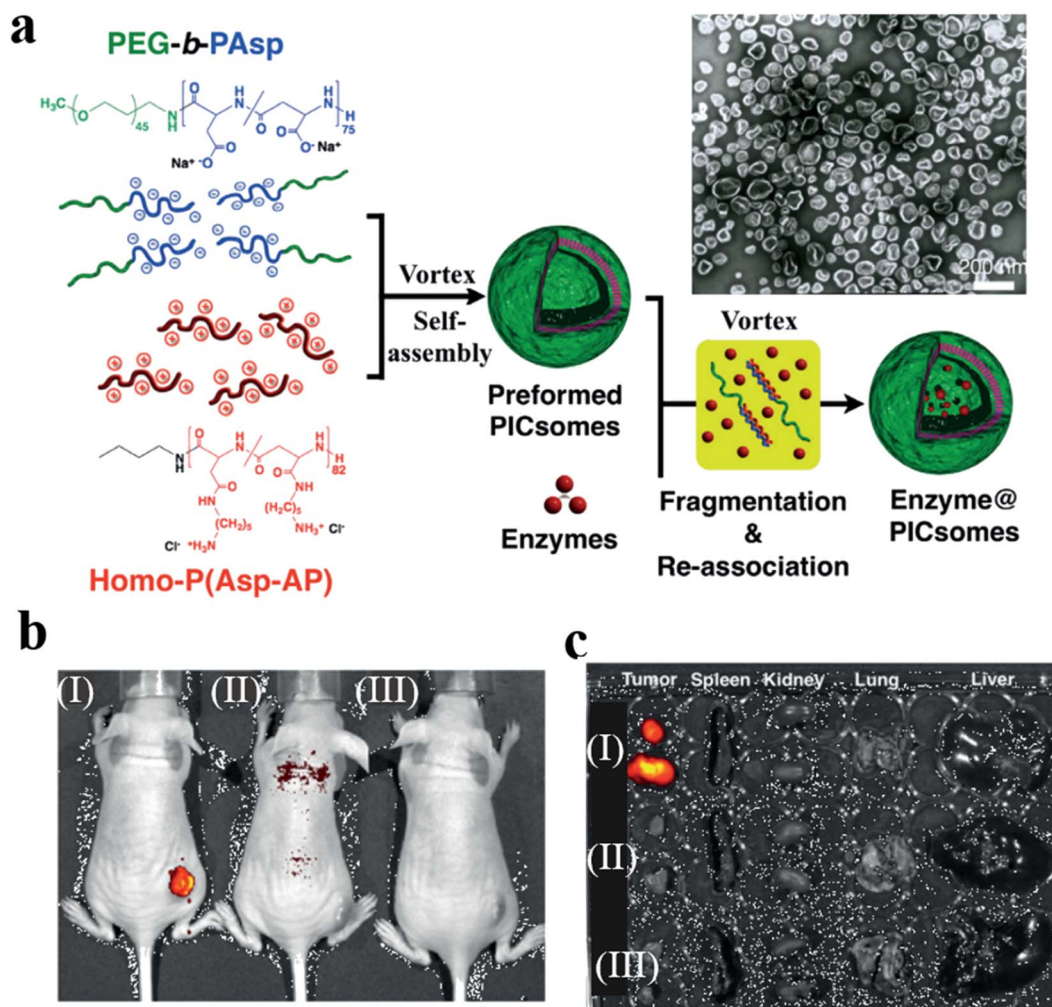 a
PEG-b-PAsp
H₃C
O
45
N
H
O
H
N
O
N
H
H
75
O
Na⁺ ⁻O
O
O⁻ Na⁺
Vortex
Self-
assembly
Preformed
PICsomes
200 nm
Vortex
Fragmentation
&
Re-association
Enzyme@
PICsomes
Enzymes
N
H
O
H
N
O
N
H
H
82
O
HN
(CH₂)₅
Cl⁻ ⁺H₃N
O
NH
(H₂C)₅
NH₃⁺ Cl⁻
Homo-P(Asp-AP)
b
(I) (II) (III)
c
Tumor Spleen Kidney Lung Liver
(I)
(II)
(III)